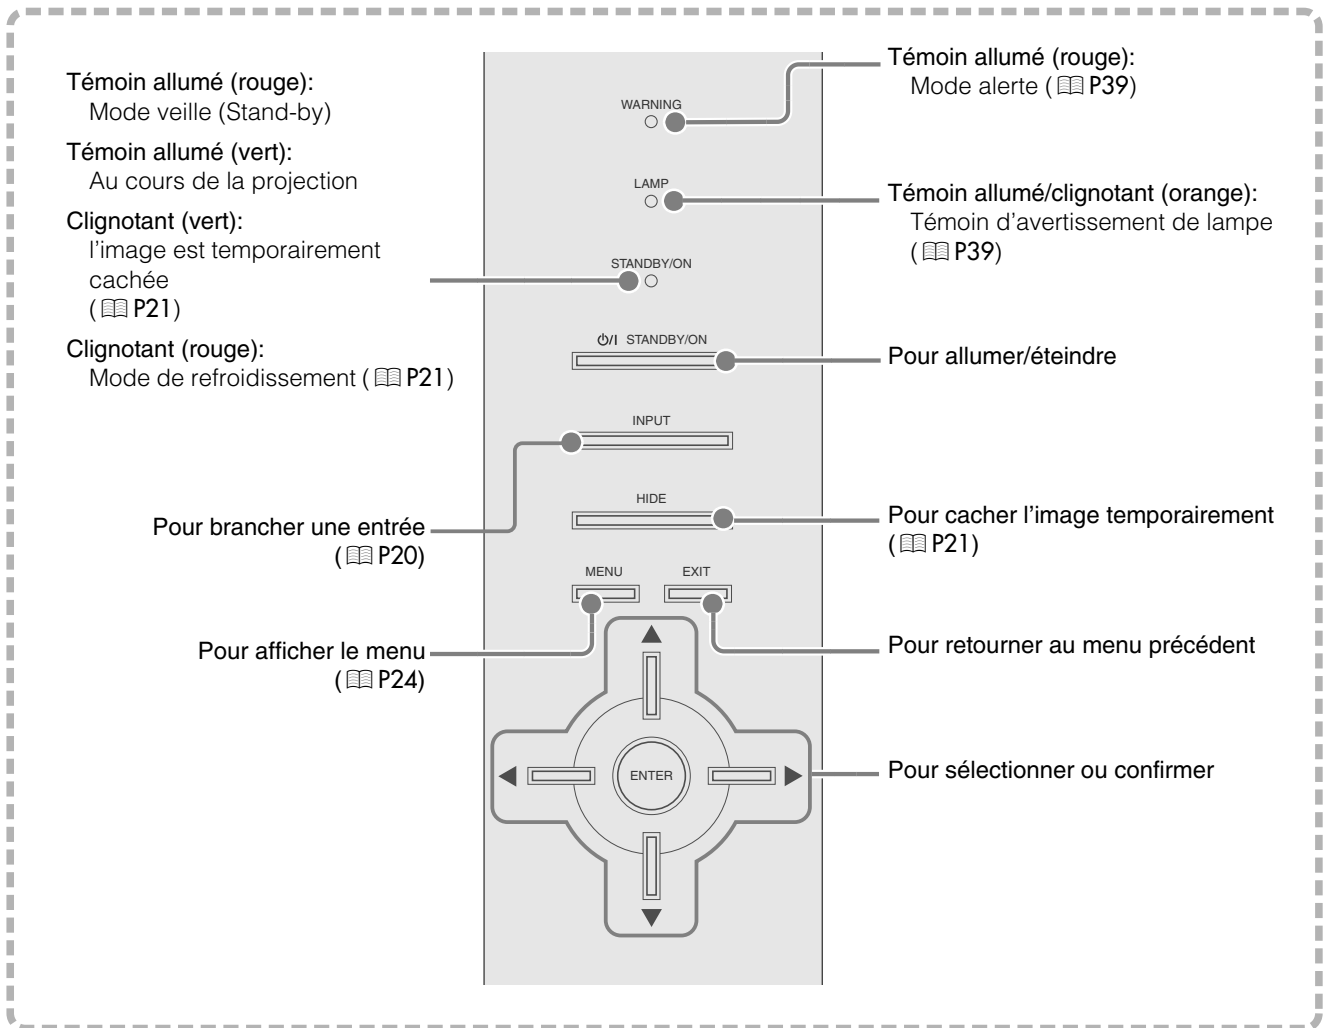 Témoin allumé (rouge):
Mode veille (Stand-by)
Témoin allumé (vert):
Au cours de la projection
Clignotant (vert):
l'image est temporairement
cachée
( P21)
Clignotant (rouge):
Mode de refroidissement ( P21)
Pour brancher une entrée
( P20)
Pour afficher le menu
( P24)
WARNING
LAMP
STANDBY/ON
⏻/I STANDBY/ON
INPUT
HIDE
MENU EXIT
ENTER
Témoin allumé (rouge):
Mode alerte ( P39)
Témoin allumé/clignotant (orange):
Témoin d'avertissement de lampe
( P39)
Pour allumer/éteindre
Pour cacher l'image temporairement
( P21)
Pour retourner au menu précédent
Pour sélectionner ou confirmer